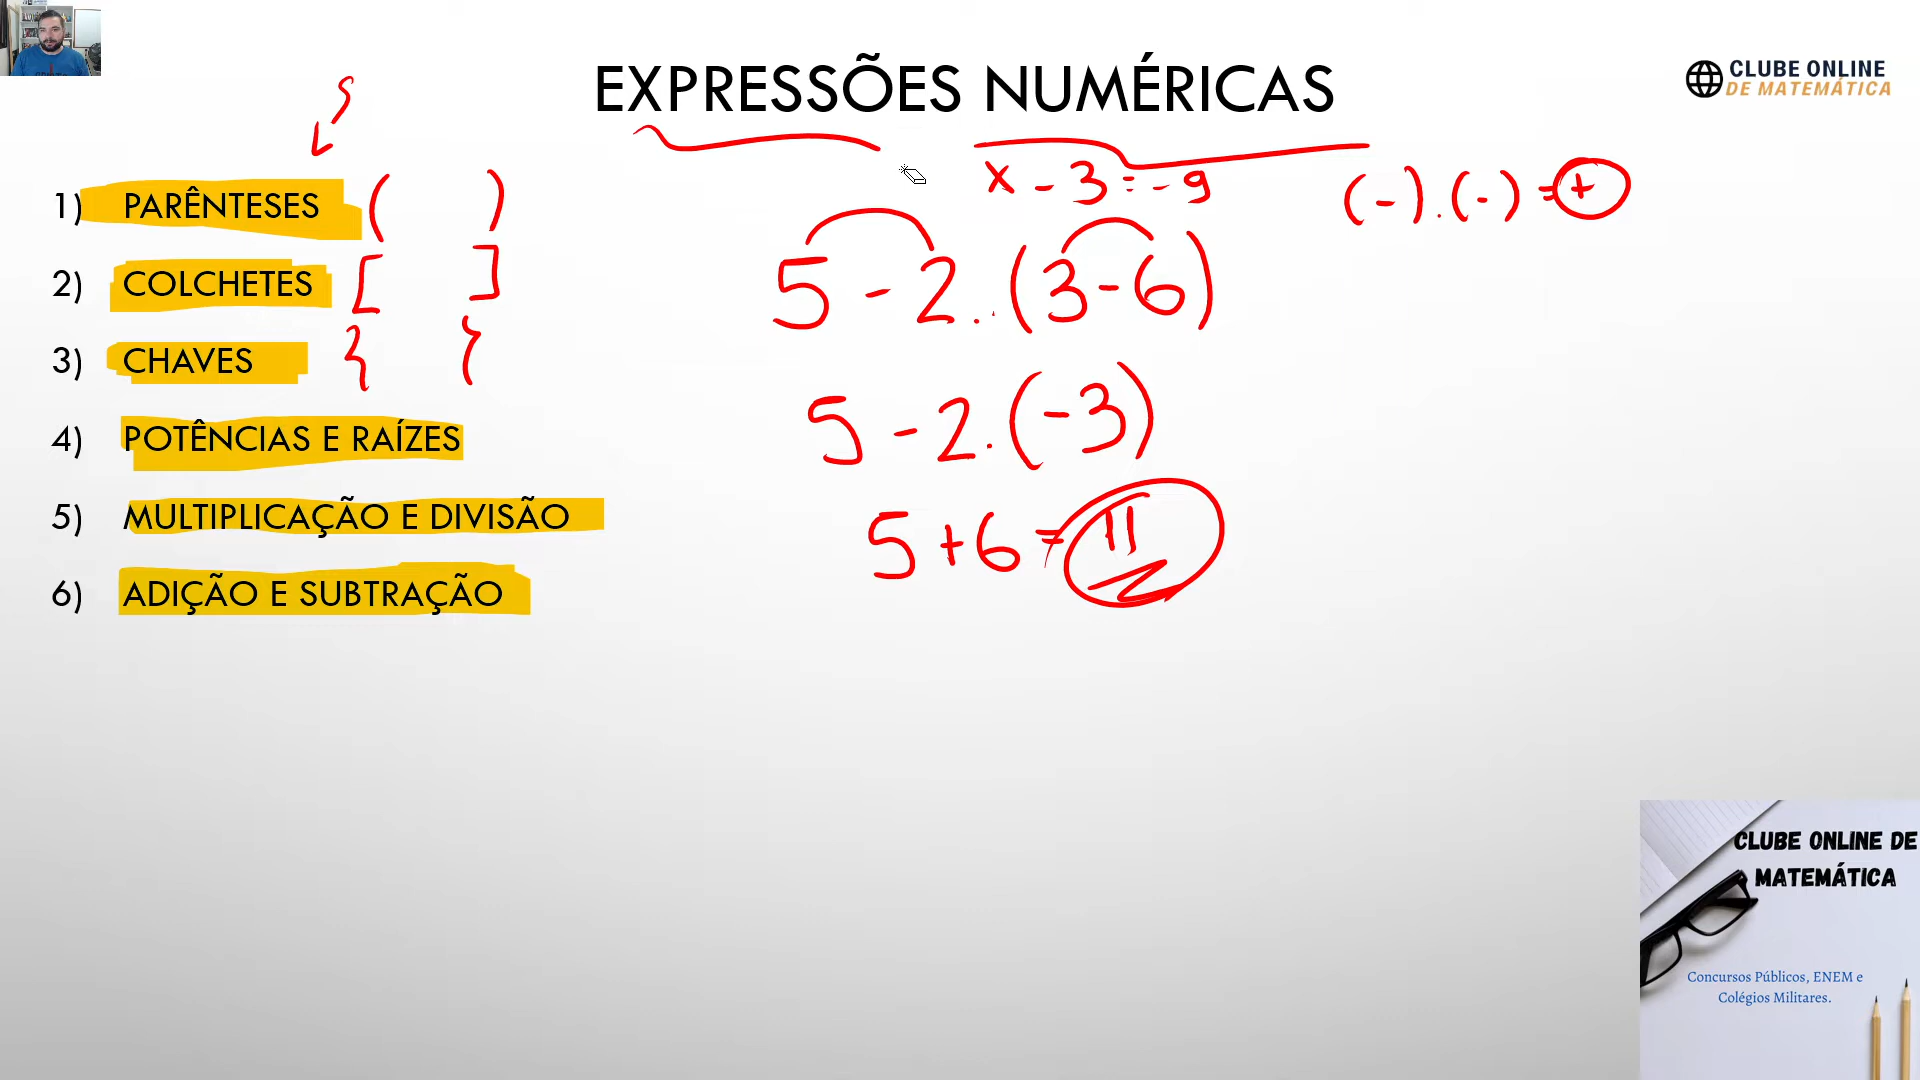 EXPRESSÕES NUMÉRICAS
CLUBE ONLINE
DE MATEMÁTICA
x - 3 = -9
(-).(-) = +
1) PARÊNTESES ( )
2) COLCHETES [ ]
3) CHAVES { }
4) POTÊNCIAS E RAÍZES
5) MULTIPLICAÇÃO E DIVISÃO
6) ADIÇÃO E SUBTRAÇÃO
5 - 2..(3-6)
5 - 2.(-3)
5+6 = 11
CLUBE ONLINE DE
MATEMÁTICA
Concursos Públicos, ENEM e
Colégios Militares.